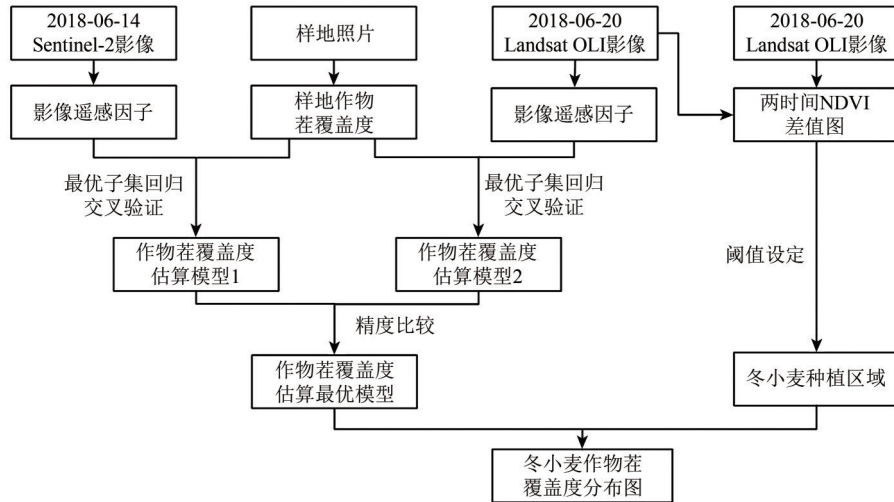 2018-06-14
Sentinel-2影像
样地照片
2018-06-20
Landsat OLI影像
2018-06-20
Landsat OLI影像
影像遥感因子
样地作物
茬覆盖度
影像遥感因子
两时间NDVI
差值图
最优子集回归
交叉验证
最优子集回归
交叉验证
作物茬覆盖度
估算模型1
作物茬覆盖度
估算模型2
阈值设定
精度比较
作物茬覆盖度
估算最优模型
冬小麦种植区域
冬小麦作物茬
覆盖度分布图